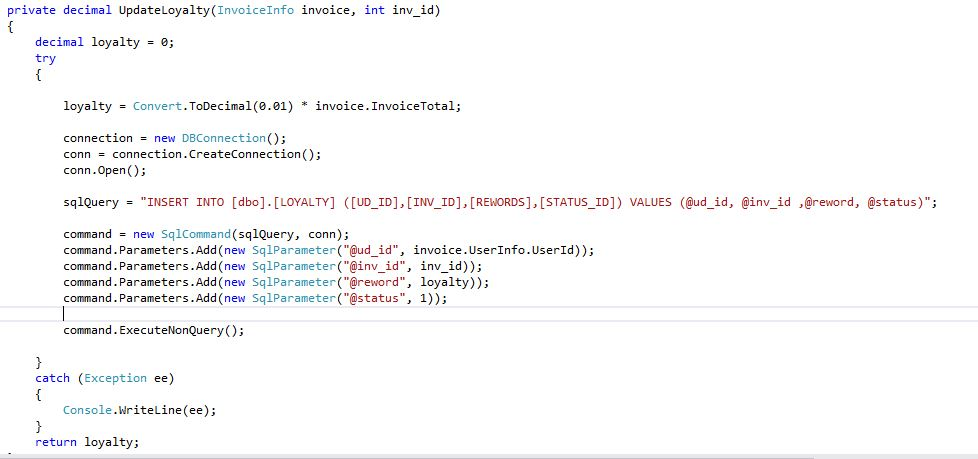 private decimal UpdateLoyalty(InvoiceInfo invoice, int inv_id)
{
decimal loyalty = 0;
try
{
loyalty = Convert.ToDecimal(0.01) * invoice.InvoiceTotal;
connection = new DBConnection();
conn = connection.CreateConnection();
conn.Open();
sqlQuery = "INSERT INTO [dbo].[LOYALTY] ([UD_ID],[INV_ID],[REWORDS],[STATUS_ID]) VALUES (@ud_id, @inv_id ,@reword, @status)";
command = new SqlCommand(sqlQuery, conn);
command.Parameters.Add(new SqlParameter("@ud_id", invoice.UserInfo.UserId));
command.Parameters.Add(new SqlParameter("@inv_id", inv_id));
command.Parameters.Add(new SqlParameter("@reword", loyalty));
command.Parameters.Add(new SqlParameter("@status", 1));
command.ExecuteNonQuery();
}
catch (Exception ee)
{
Console.WriteLine(ee);
}
return loyalty;